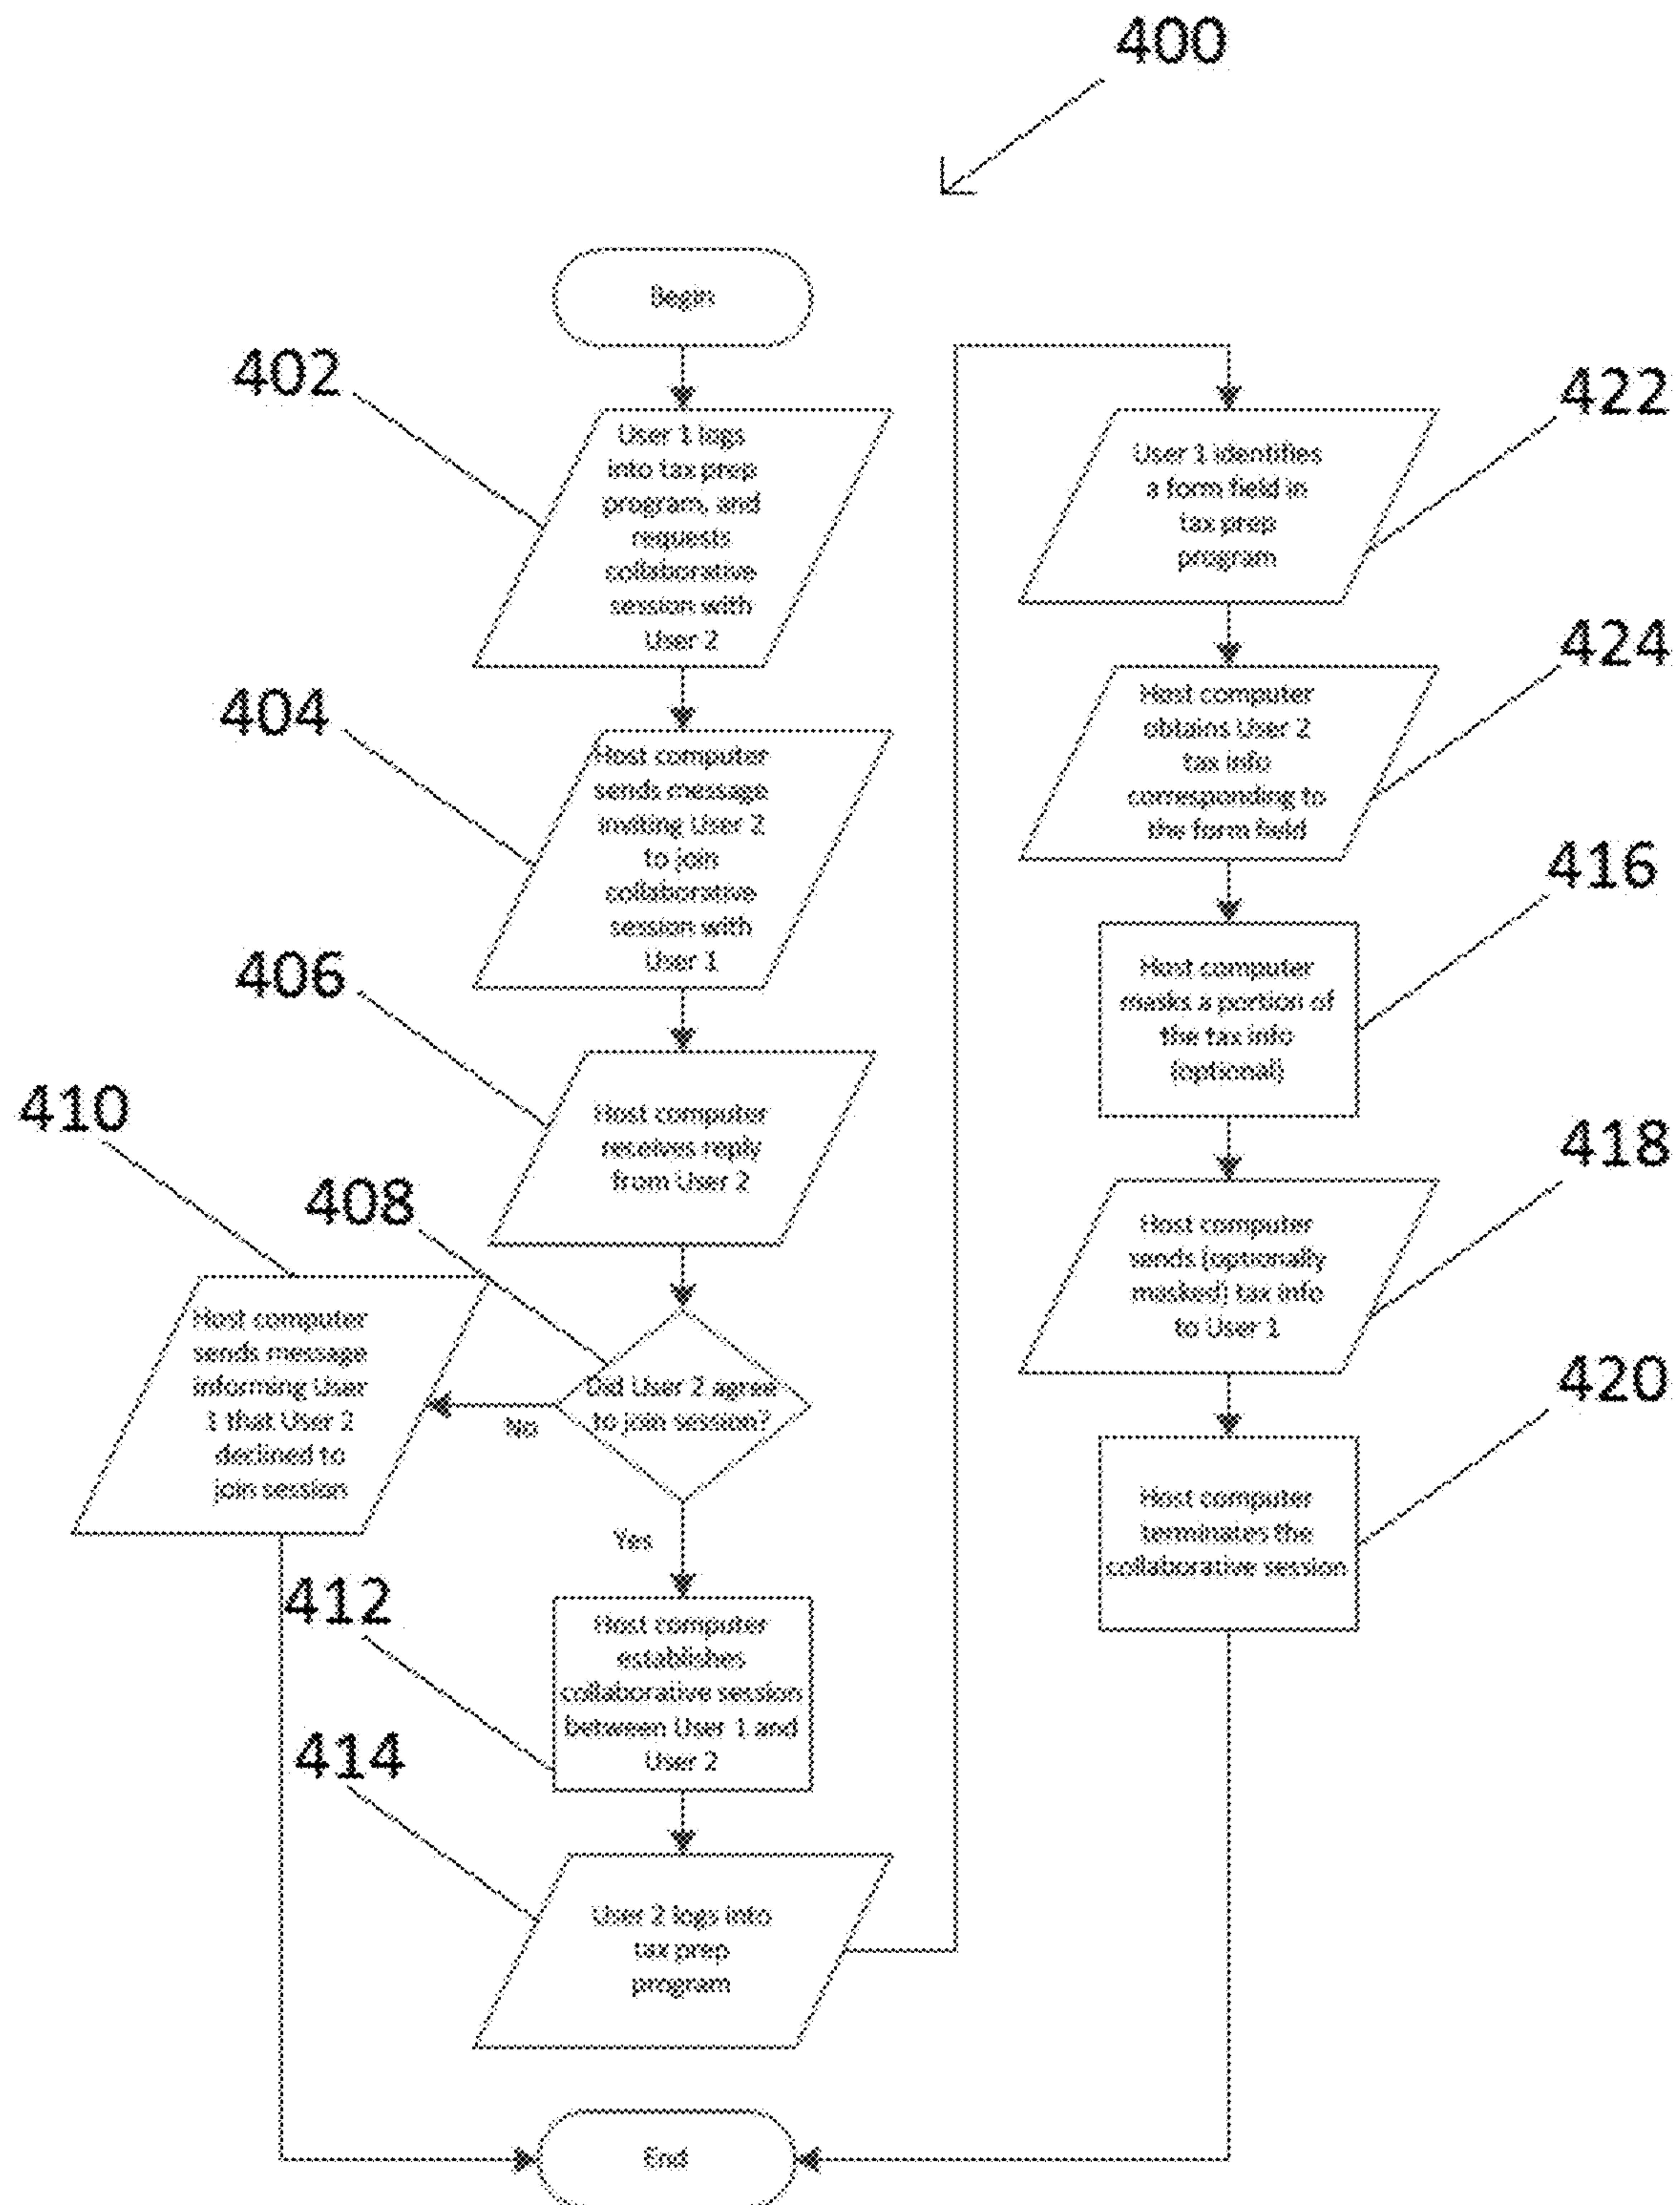 400
Begin
402
User 1 logs
into tax prep
program, and
requests
collaborative
session with
User 2
404
Host computer
sends message
inviting User 2
to join
collaborative
session with
User 1
406
Host computer
receives reply
from User 2
408
Did User 2 agree
to join session?
No
410
Host computer
sends message
informing User
1 that User 2
declined to
join session
Yes
412
Host computer
establishes
collaborative session
between User 1 and
User 2
414
User 2 logs into
tax prep
program
422
User 1 identifies
a form field in
tax prep
program
424
Host computer
obtains User 2
tax info
corresponding to
the form field
416
Host computer
masks a portion of
the tax info
(optional)
418
Host computer
sends (optionally
masked) tax info
to User 1
420
Host computer
terminates the
collaborative session
End